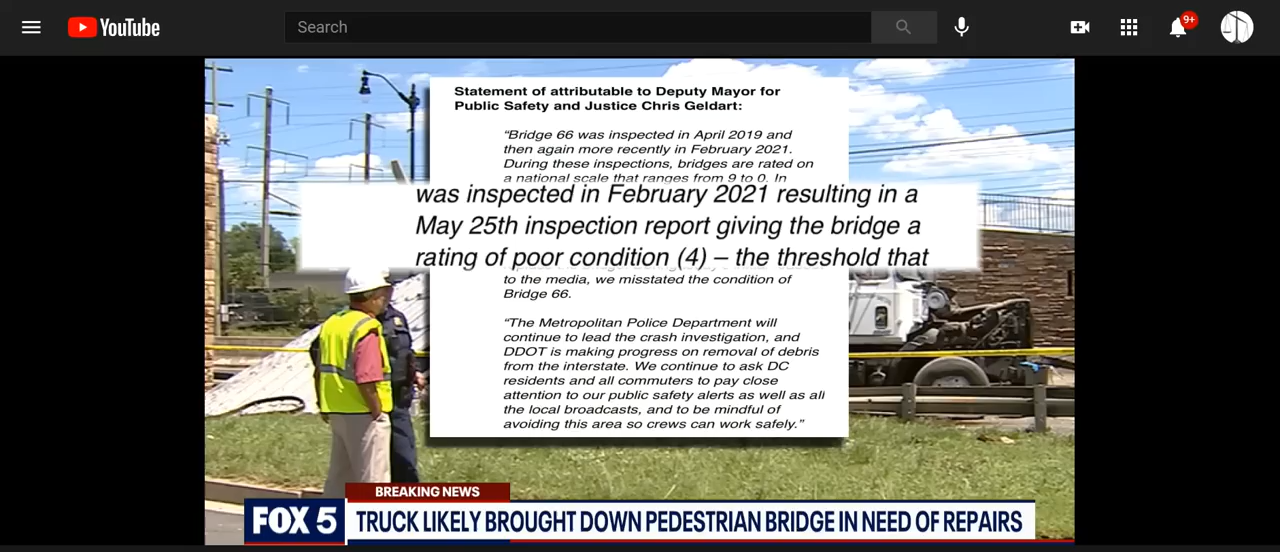 YouTube
Search
9+
Statement of attributable to Deputy Mayor for
Public Safety and Justice Chris Geldart:
“Bridge 66 was inspected in April 2019 and
then again more recently in February 2021.
During these inspections, bridges are rated on
a national scale that ranges from 9 to 0. In
was inspected in February 2021 resulting in a
May 25th inspection report giving the bridge a
rating of poor condition (4) – the threshold that
to the media, we misstated the condition of
Bridge 66.
“The Metropolitan Police Department will
continue to lead the crash investigation, and
DDOT is making progress on removal of debris
from the interstate. We continue to ask DC
residents and all commuters to pay close
attention to our public safety alerts as well as all
the local broadcasts, and to be mindful of
avoiding this area so crews can work safely.”
BREAKING NEWS
FOX 5
TRUCK LIKELY BROUGHT DOWN PEDESTRIAN BRIDGE IN NEED OF REPAIRS